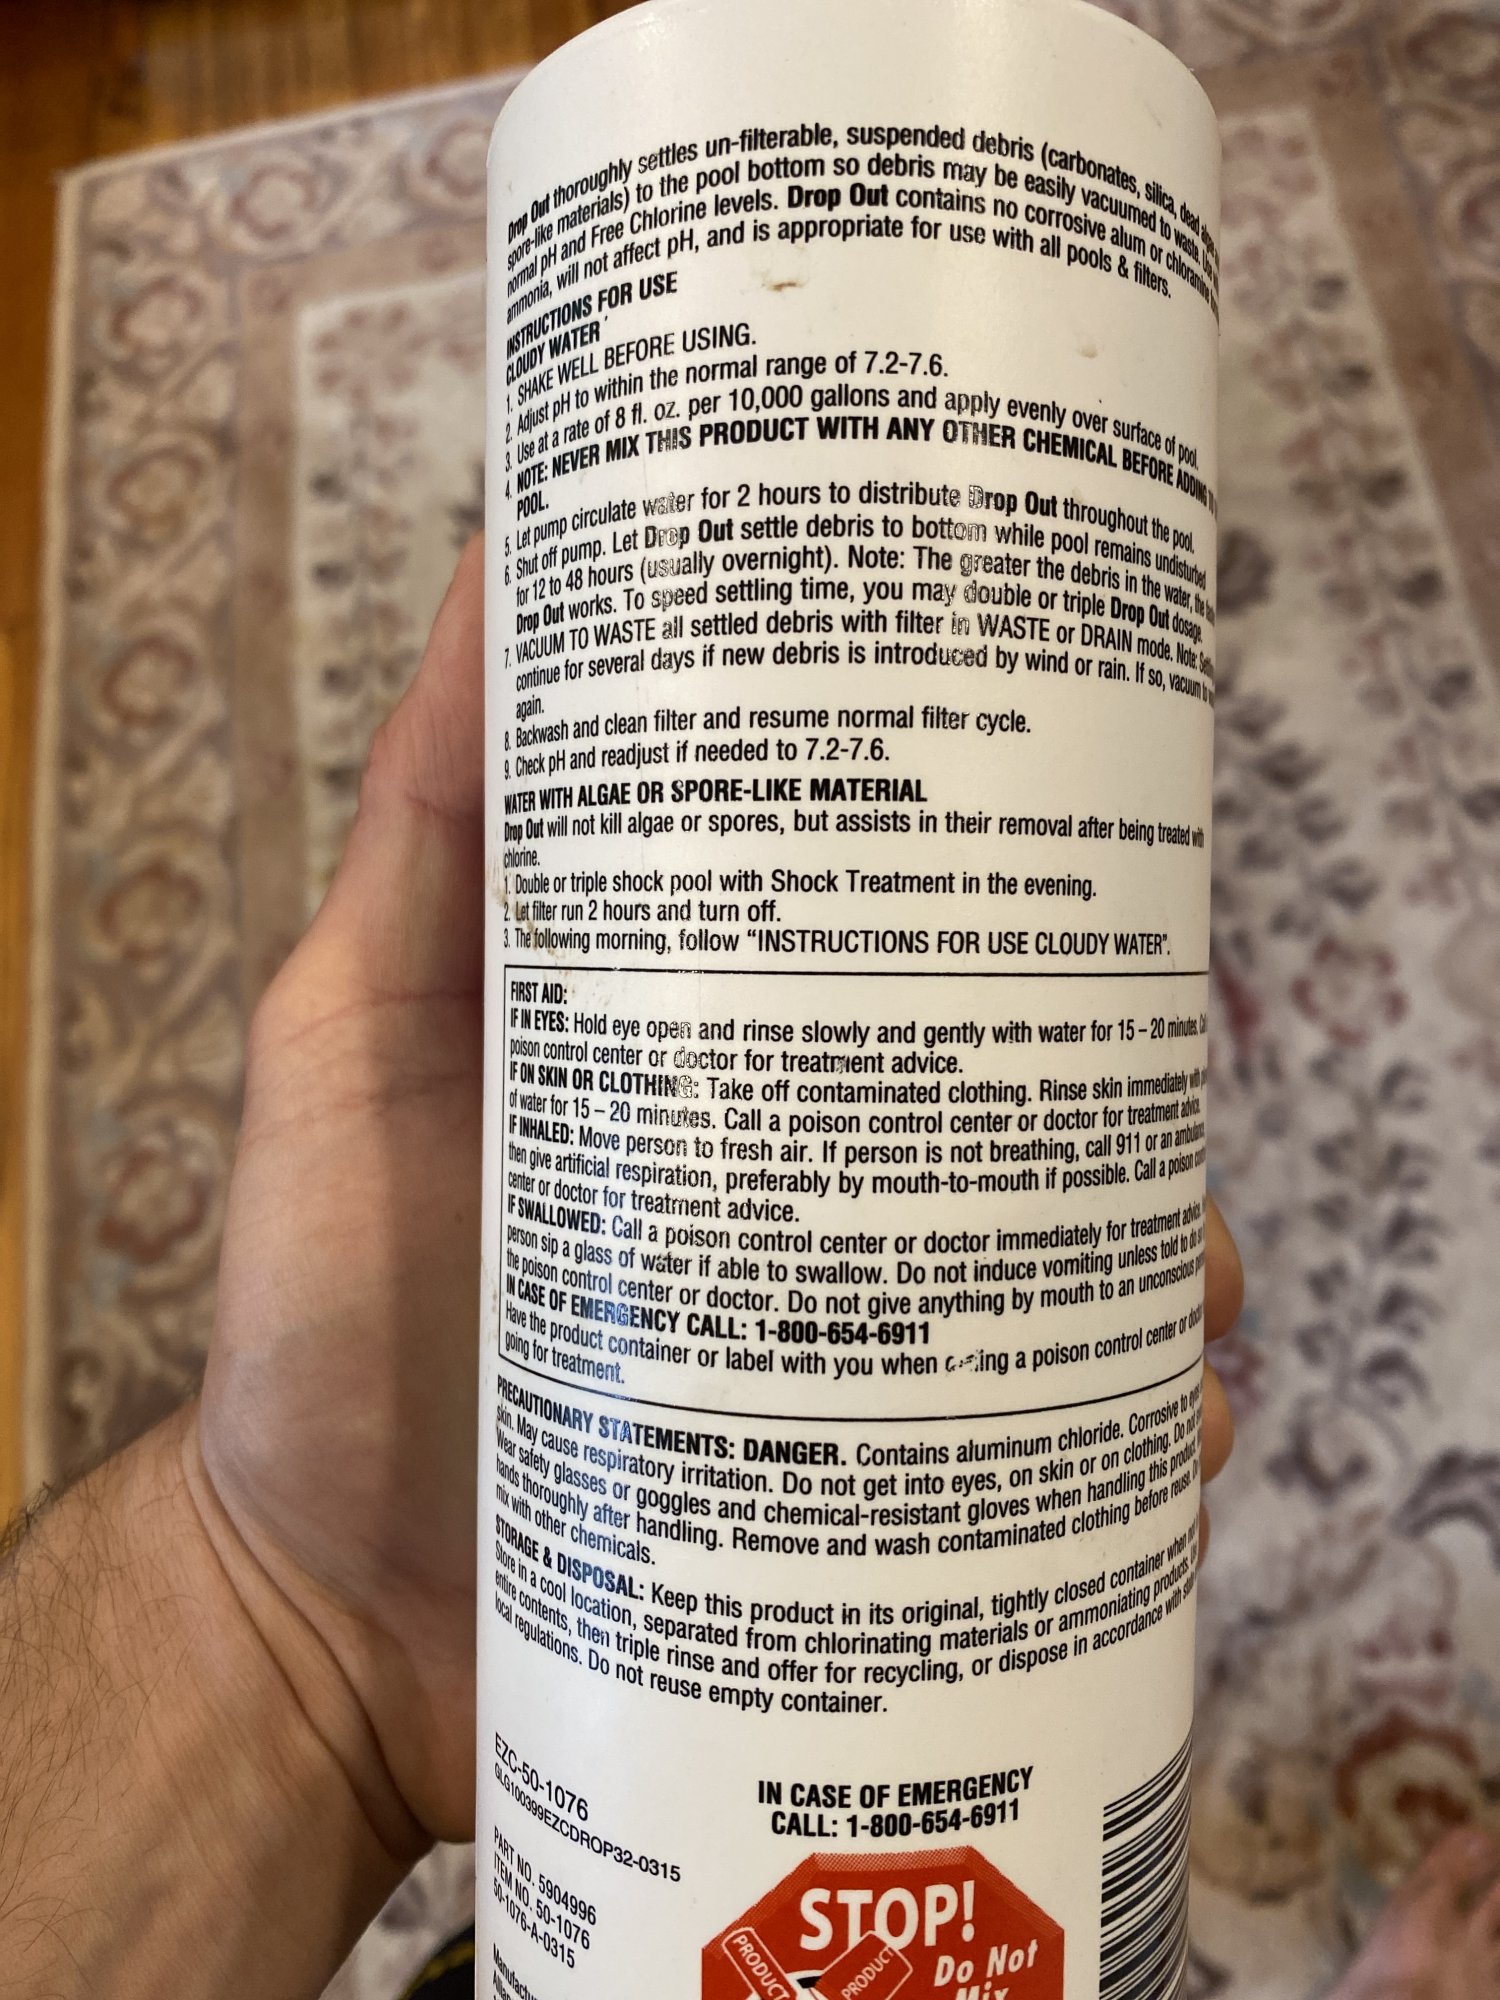 Drop Out thoroughly settles un-filterable, suspended debris (carbonates, silica, dead
spore-like materials) to the pool bottom so debris may be easily vacuumed to waste.
normal pH and Free Chlorine levels. Drop Out contains no corrosive alum or chloramine
ammonia, will not affect pH, and is appropriate for use with all pools & filters.
INSTRUCTIONS FOR USE
CLOUDY WATER
1. SHAKE WELL BEFORE USING.
2. Adjust pH to within the normal range of 7.2-7.6.
3. Use at a rate of 8 fl. oz. per 10,000 gallons and apply evenly over surface of pool.
4. NOTE: NEVER MIX THIS PRODUCT WITH ANY OTHER CHEMICAL BEFORE ADDING
POOL.
5. Let pump circulate water for 2 hours to distribute Drop Out throughout the pool.
6. Shut off pump. Let Drop Out settle debris to bottom while pool remains undisturbed
for 12 to 48 hours (usually overnight). Note: The greater the debris in the water, the
Drop Out works. To speed settling time, you may double or triple Drop Out dosage.
7. VACUUM TO WASTE all settled debris with filter in WASTE or DRAIN mode. Note:
continue for several days if new debris is introduced by wind or rain. If so, vacuum
again.
8. Backwash and clean filter and resume normal filter cycle.
9. Check pH and readjust if needed to 7.2-7.6.
WATER WITH ALGAE OR SPORE-LIKE MATERIAL
Drop Out will not kill algae or spores, but assists in their removal after being treated with
chlorine.
1. Double or triple shock pool with Shock Treatment in the evening.
2. Let filter run 2 hours and turn off.
3. The following morning, follow “INSTRUCTIONS FOR USE CLOUDY WATER”.
FIRST AID:
IF IN EYES: Hold eye open and rinse slowly and gently with water for 15 – 20 minutes.
poison control center or doctor for treatment advice.
IF ON SKIN OR CLOTHING: Take off contaminated clothing. Rinse skin immediately with
of water for 15 – 20 minutes. Call a poison control center or doctor for treatment advice.
IF INHALED: Move person to fresh air. If person is not breathing, call 911 or an
then give artificial respiration, preferably by mouth-to-mouth if possible. Call a poison
center or doctor for treatment advice.
IF SWALLOWED: Call a poison control center or doctor immediately for treatment advice.
person sip a glass of water if able to swallow. Do not induce vomiting unless told to do so
the poison control center or doctor. Do not give anything by mouth to an unconscious
IN CASE OF EMERGENCY CALL: 1-800-654-6911
Have the product container or label with you when calling a poison control center or
going for treatment.
PRECAUTIONARY STATEMENTS: DANGER. Contains aluminum chloride. Corrosive to
skin. May cause respiratory irritation. Do not get into eyes, on skin or on clothing. Do not
Wear safety glasses or goggles and chemical-resistant gloves when handling this product.
hands thoroughly after handling. Remove and wash contaminated clothing before reuse.
mix with other chemicals.
STORAGE & DISPOSAL: Keep this product in its original, tightly closed container when
Store in a cool location, separated from chlorinating materials or ammoniating products.
entire contents, then triple rinse and offer for recycling, or dispose in accordance with
local regulations. Do not reuse empty container.
EZC-50-1076
GLG100399EZCDROP32-0315
PART NO. 5904996
ITEM NO. 50-1076
50-1076-A-0315
IN CASE OF EMERGENCY
CALL: 1-800-654-6911
STOP!
PRODUCT
PRODUCT
Do Not
Mix